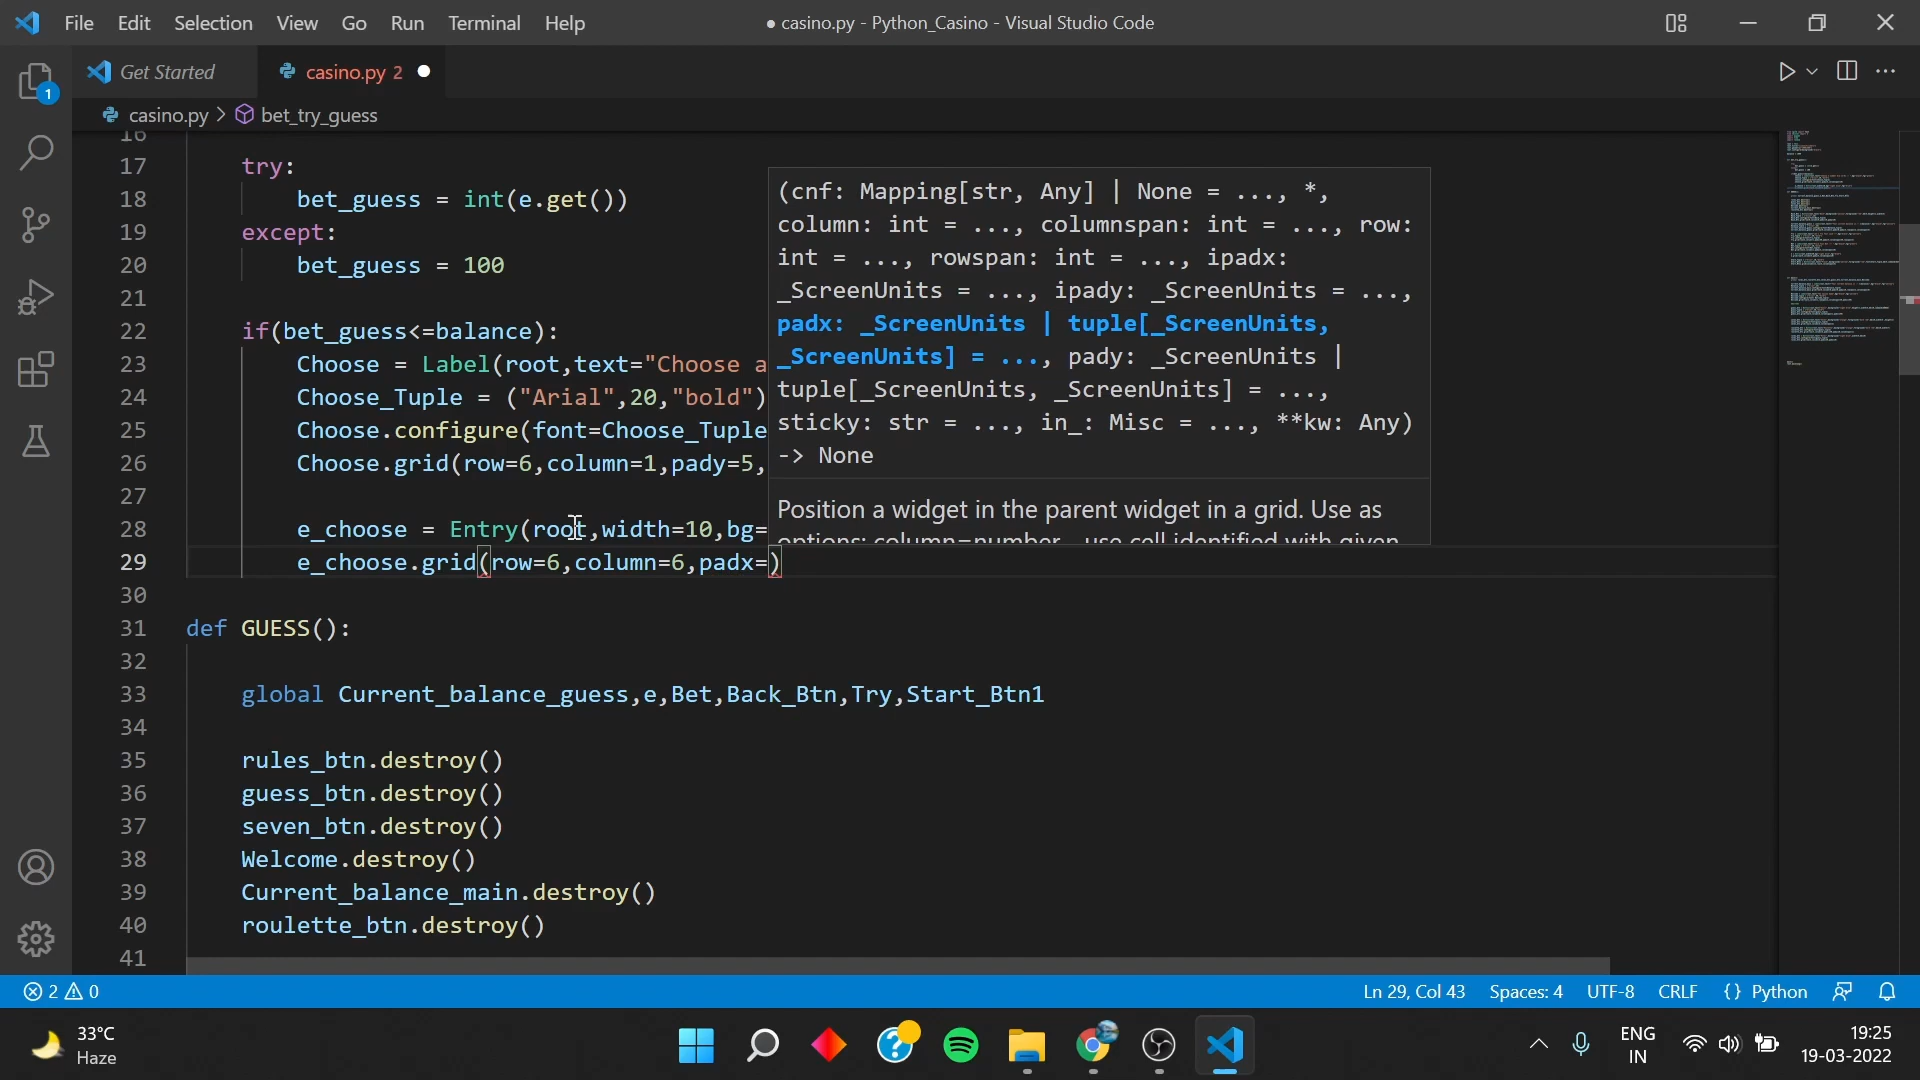 File Edit Selection View Go Run Terminal Help
● casino.py - Python_Casino - Visual Studio Code
Get Started
casino.py 2
casino.py > bet_try_guess
1
16
17 try:
18 bet_guess = int(e.get())
19 except:
20 bet_guess = 100
21
22 if(bet_guess<=balance):
23 Choose = Label(root,text="Choose a
24 Choose_Tuple = ("Arial",20,"bold")
25 Choose.configure(font=Choose_Tuple
26 Choose.grid(row=6,column=1,pady=5,
27
28 e_choose = Entry(root,width=10,bg=
29 e_choose.grid(row=6,column=6,padx=)
30
31 def GUESS():
32
33 global Current_balance_guess,e,Bet,Back_Btn,Try,Start_Btn1
34
35 rules_btn.destroy()
36 guess_btn.destroy()
37 seven_btn.destroy()
38 Welcome.destroy()
39 Current_balance_main.destroy()
40 roulette_btn.destroy()
41
(cnf: Mapping[str, Any] | None = ..., *,
column: int = ..., columnspan: int = ..., row:
int = ..., rowspan: int = ..., ipadx:
_ScreenUnits = ..., ipady: _ScreenUnits = ...,
padx: _ScreenUnits | tuple[_ScreenUnits,
_ScreenUnits] = ..., pady: _ScreenUnits |
tuple[_ScreenUnits, _ScreenUnits] = ...,
sticky: str = ..., in_: Misc = ..., **kw: Any)
-> None
Position a widget in the parent widget in a grid. Use as
options: column=number - use cell identified with given
2 0
Ln 29, Col 43 Spaces: 4 UTF-8 CRLF {} Python
33°C
Haze
ENG
IN
19:25
19-03-2022